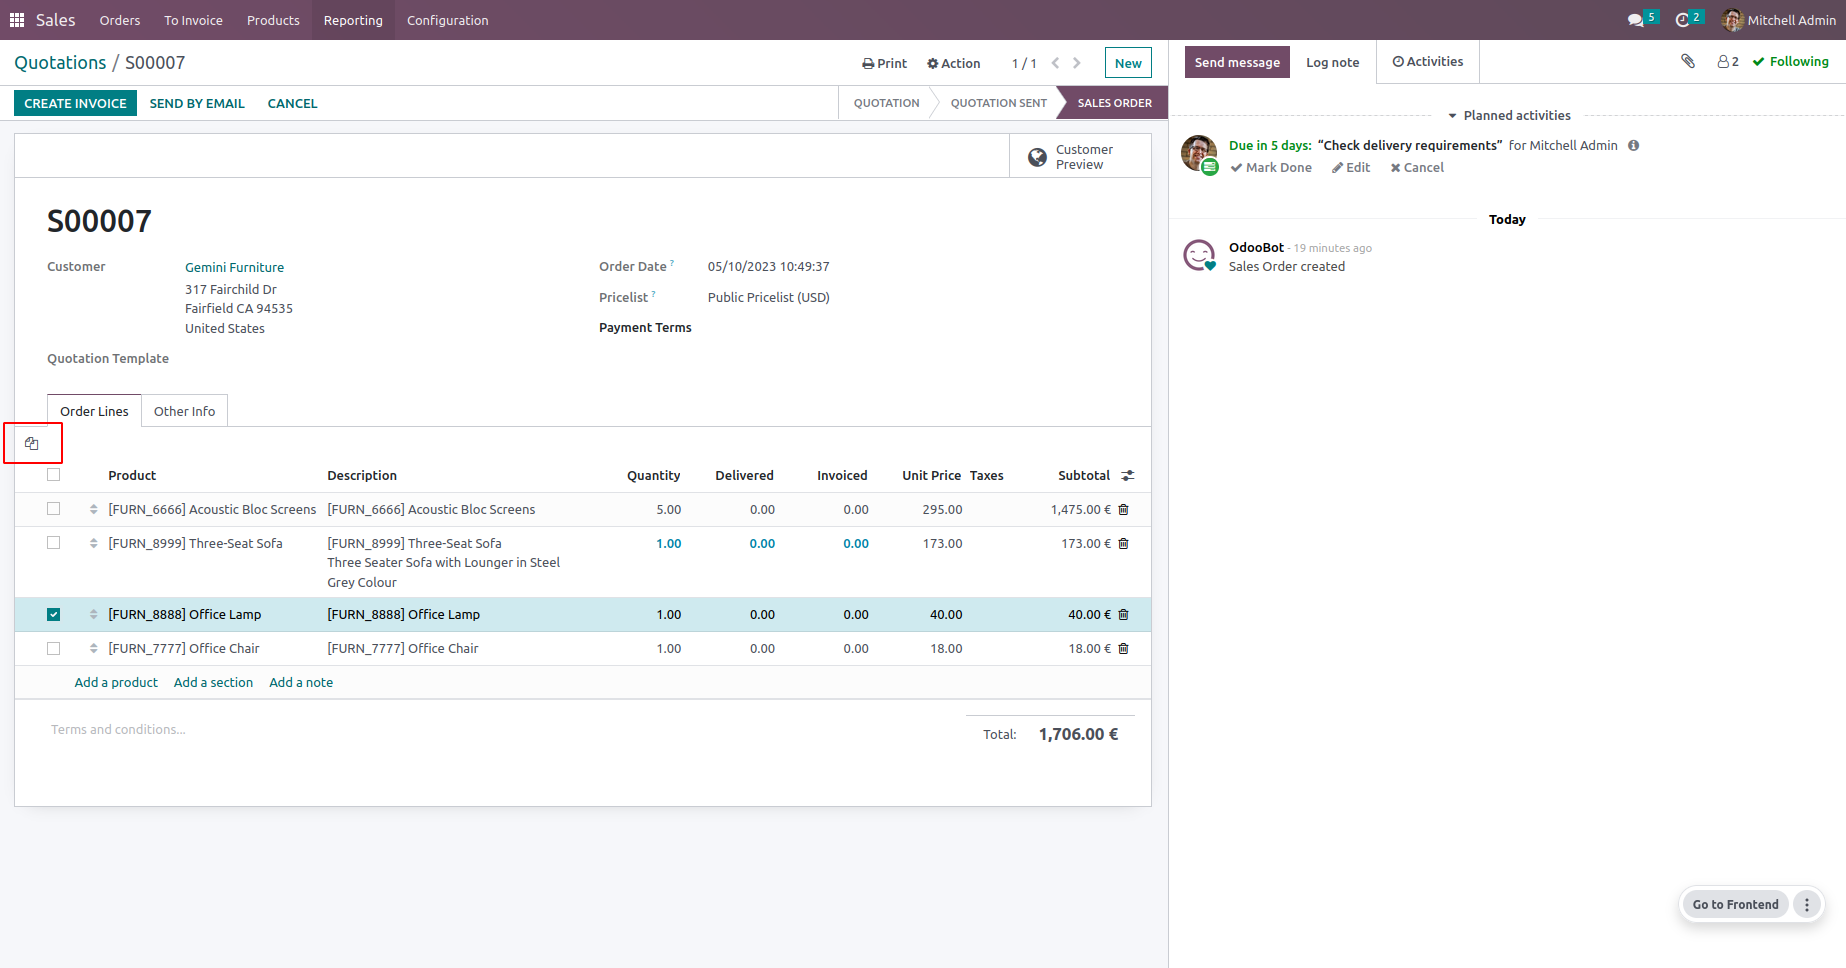 Sales Orders To Invoice Products Reporting Configuration 5 2 Mitchell Admin
Quotations / S00007 Print Action 1 / 1 New
CREATE INVOICE SEND BY EMAIL CANCEL QUOTATION QUOTATION SENT SALES ORDER
Customer
Preview
S00007
Customer Gemini Furniture
317 Fairchild Dr
Fairfield CA 94535
United States
Order Date ? 05/10/2023 10:49:37
Pricelist ? Public Pricelist (USD)
Payment Terms
Quotation Template
Order Lines Other Info
Product Description Quantity Delivered Invoiced Unit Price Taxes Subtotal
[FURN_6666] Acoustic Bloc Screens [FURN_6666] Acoustic Bloc Screens 5.00 0.00 0.00 295.00 1,475.00 €
[FURN_8999] Three-Seat Sofa [FURN_8999] Three-Seat Sofa 1.00 0.00 0.00 173.00 173.00 €
Three Seater Sofa with Lounger in Steel
Grey Colour
[FURN_8888] Office Lamp [FURN_8888] Office Lamp 1.00 0.00 0.00 40.00 40.00 €
[FURN_7777] Office Chair [FURN_7777] Office Chair 1.00 0.00 0.00 18.00 18.00 €
Add a product Add a section Add a note
Terms and conditions...
Total: 1,706.00 €
Send message Log note Activities 2 Following
Planned activities
Due in 5 days: “Check delivery requirements” for Mitchell Admin
Mark Done Edit Cancel
Today
OdooBot - 19 minutes ago
Sales Order created
Go to Frontend